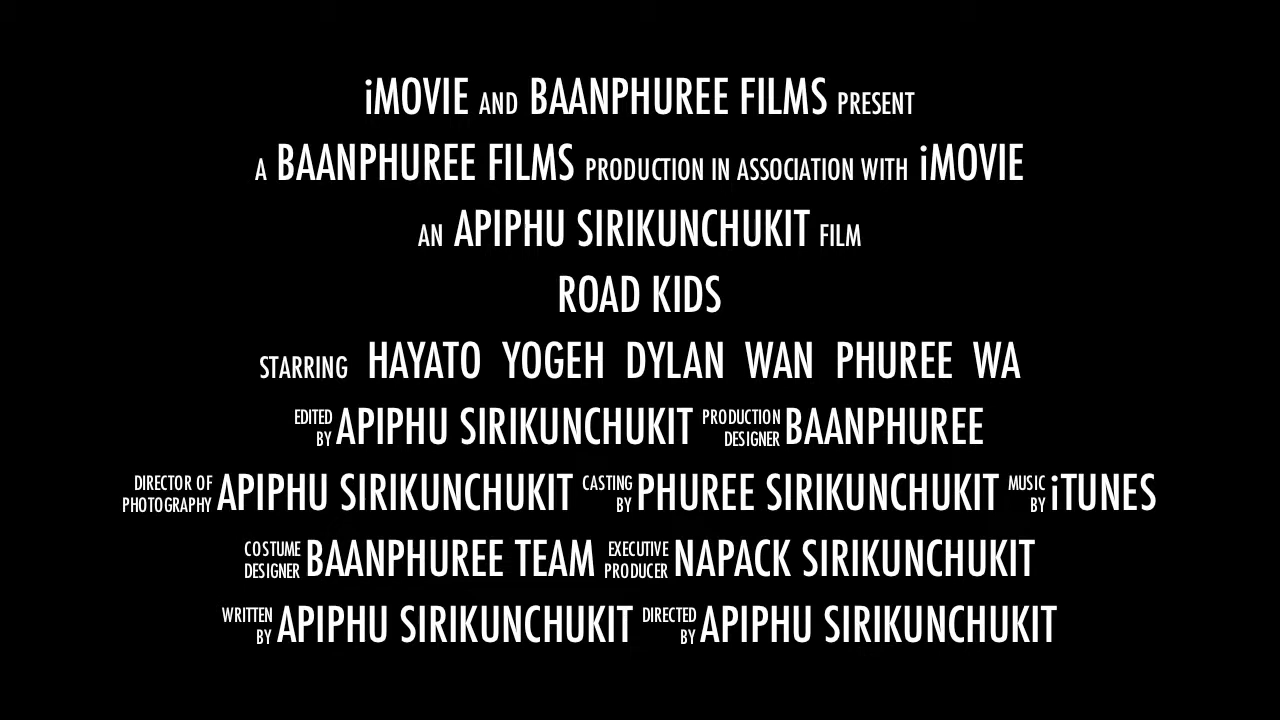 iMOVIE AND BAANPHUREE FILMS PRESENT
A BAANPHUREE FILMS PRODUCTION IN ASSOCIATION WITH iMOVIE
AN APIPHU SIRIKUNCHUKIT FILM
ROAD KIDS
STARRING HAYATO YOGEH DYLAN WAN PHUREE WA
EDITED BY APIPHU SIRIKUNCHUKIT PRODUCTION DESIGNER BAANPHUREE
DIRECTOR OF PHOTOGRAPHY APIPHU SIRIKUNCHUKIT CASTING BY PHUREE SIRIKUNCHUKIT MUSIC BY iTUNES
COSTUME DESIGNER BAANPHUREE TEAM EXECUTIVE PRODUCER NAPACK SIRIKUNCHUKIT
WRITTEN BY APIPHU SIRIKUNCHUKIT DIRECTED BY APIPHU SIRIKUNCHUKIT